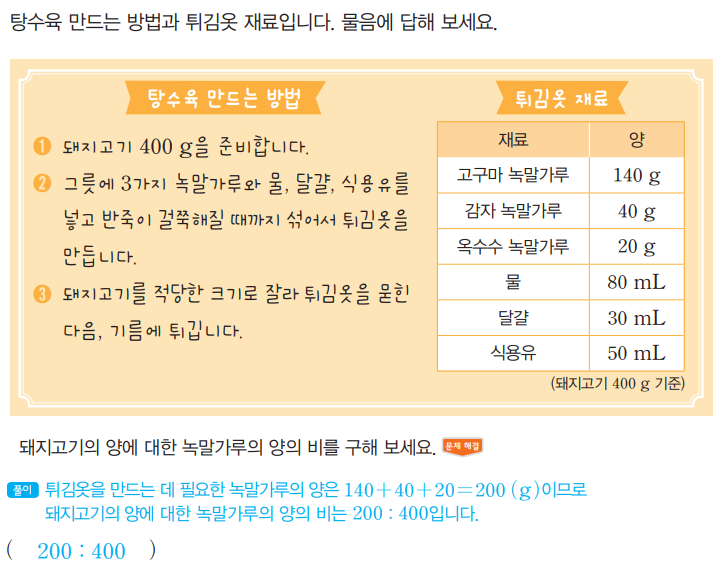 탕수육 만드는 방법과 튀김옷 재료입니다. 물음에 답해 보세요.
탕수육 만드는 방법
① 돼지고기 400 g을 준비합니다.
② 그릇에 3가지 녹말가루와 물, 달걀, 식용유를
넣고 반죽이 걸쭉해질 때까지 섞어서 튀김옷을
만듭니다.
③ 돼지고기를 적당한 크기로 잘라 튀김옷을 묻힌
다음, 기름에 튀깁니다.
튀김옷 재료
재료 양
고구마 녹말가루 140 g
감자 녹말가루 40 g
옥수수 녹말가루 20 g
물 80 mL
달걀 30 mL
식용유 50 mL
(돼지고기 400 g 기준)
돼지고기의 양에 대한 녹말가루의 양의 비를 구해 보세요. 문제 해결
풀이 튀김옷을 만드는 데 필요한 녹말가루의 양은 140+40+20=200 (g)이므로
돼지고기의 양에 대한 녹말가루의 양의 비는 200 : 400입니다.
( 200 : 400 )